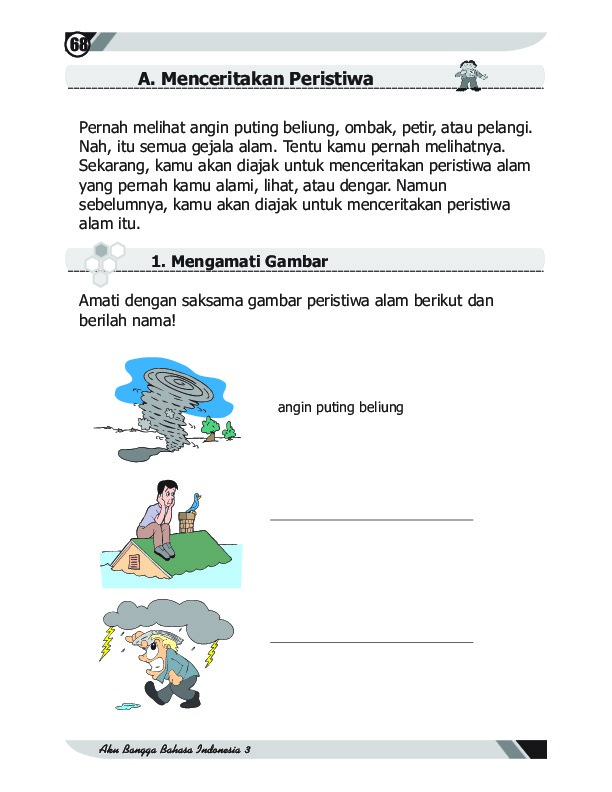 68
A. Menceritakan Peristiwa
Pernah melihat angin puting beliung, ombak, petir, atau pelangi.
Nah, itu semua gejala alam. Tentu kamu pernah melihatnya.
Sekarang, kamu akan diajak untuk menceritakan peristiwa alam
yang pernah kamu alami, lihat, atau dengar. Namun
sebelumnya, kamu akan diajak untuk menceritakan peristiwa
alam itu.
1. Mengamati Gambar
Amati dengan saksama gambar peristiwa alam berikut dan
berilah nama!
angin puting beliung
Aku Bangga Bahasa Indonesia 3